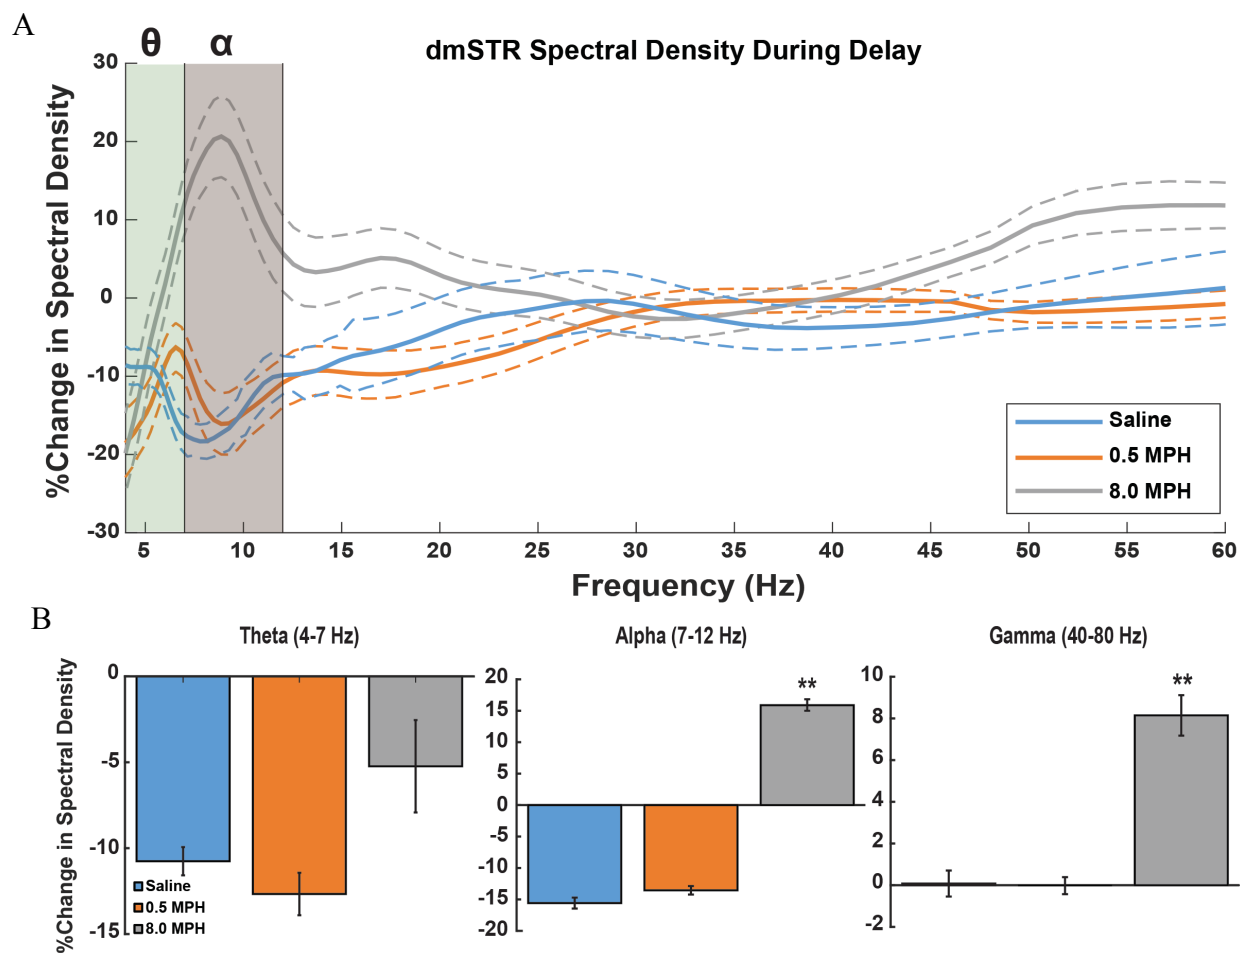 A
θ α
dmSTR Spectral Density During Delay
%Change in Spectral Density
30
20
10
0
-10
-20
-30
5 10 15 20 25 30 35 40 45 50 55 60
Frequency (Hz)
Saline
0.5 MPH
8.0 MPH
B
%Change in Spectral Density
Theta (4-7 Hz)
0
-5
-10
-15
Saline
0.5 MPH
8.0 MPH
Alpha (7-12 Hz)
20
15
10
5
0
-5
-10
-15
-20
**
Gamma (40-80 Hz)
10
8
6
4
2
0
-2
**